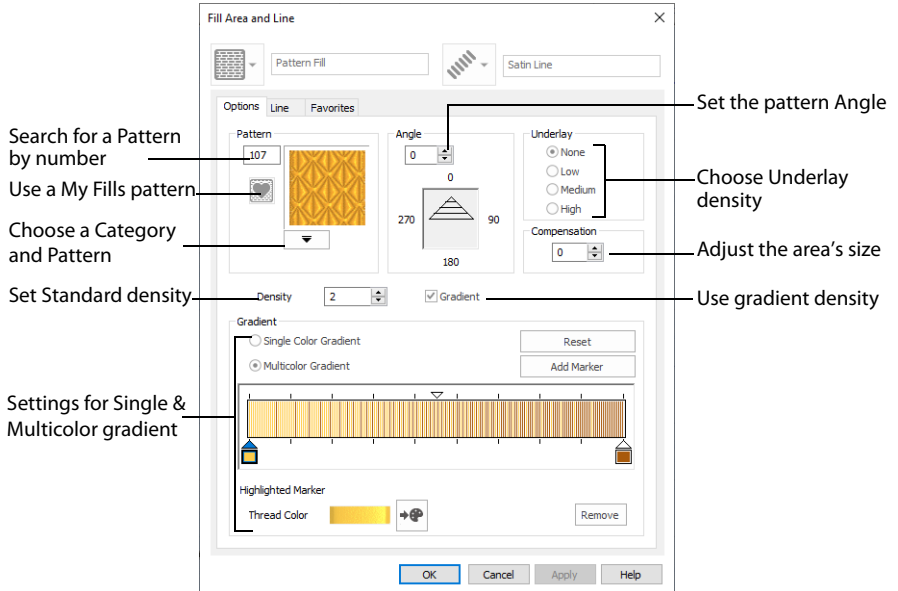 Fill Area and Line
Pattern Fill
Satin Line
Options
Line
Favorites
Set the pattern Angle
Pattern
Angle
Underlay
Search for a Pattern
by number
107
0
None
0
Low
Use a My Fills pattern
Medium
Choose Underlay
density
High
270
90
Choose a Category
and Pattern
Compensation
0
Adjust the area's size
180
Set Standard density
Density
2
Gradient
Use gradient density
Gradient
Single Color Gradient
Reset
Multicolor Gradient
Add Marker
Settings for Single &
Multicolor gradient
Highlighted Marker
Thread Color
Remove
OK
Cancel
Apply
Help